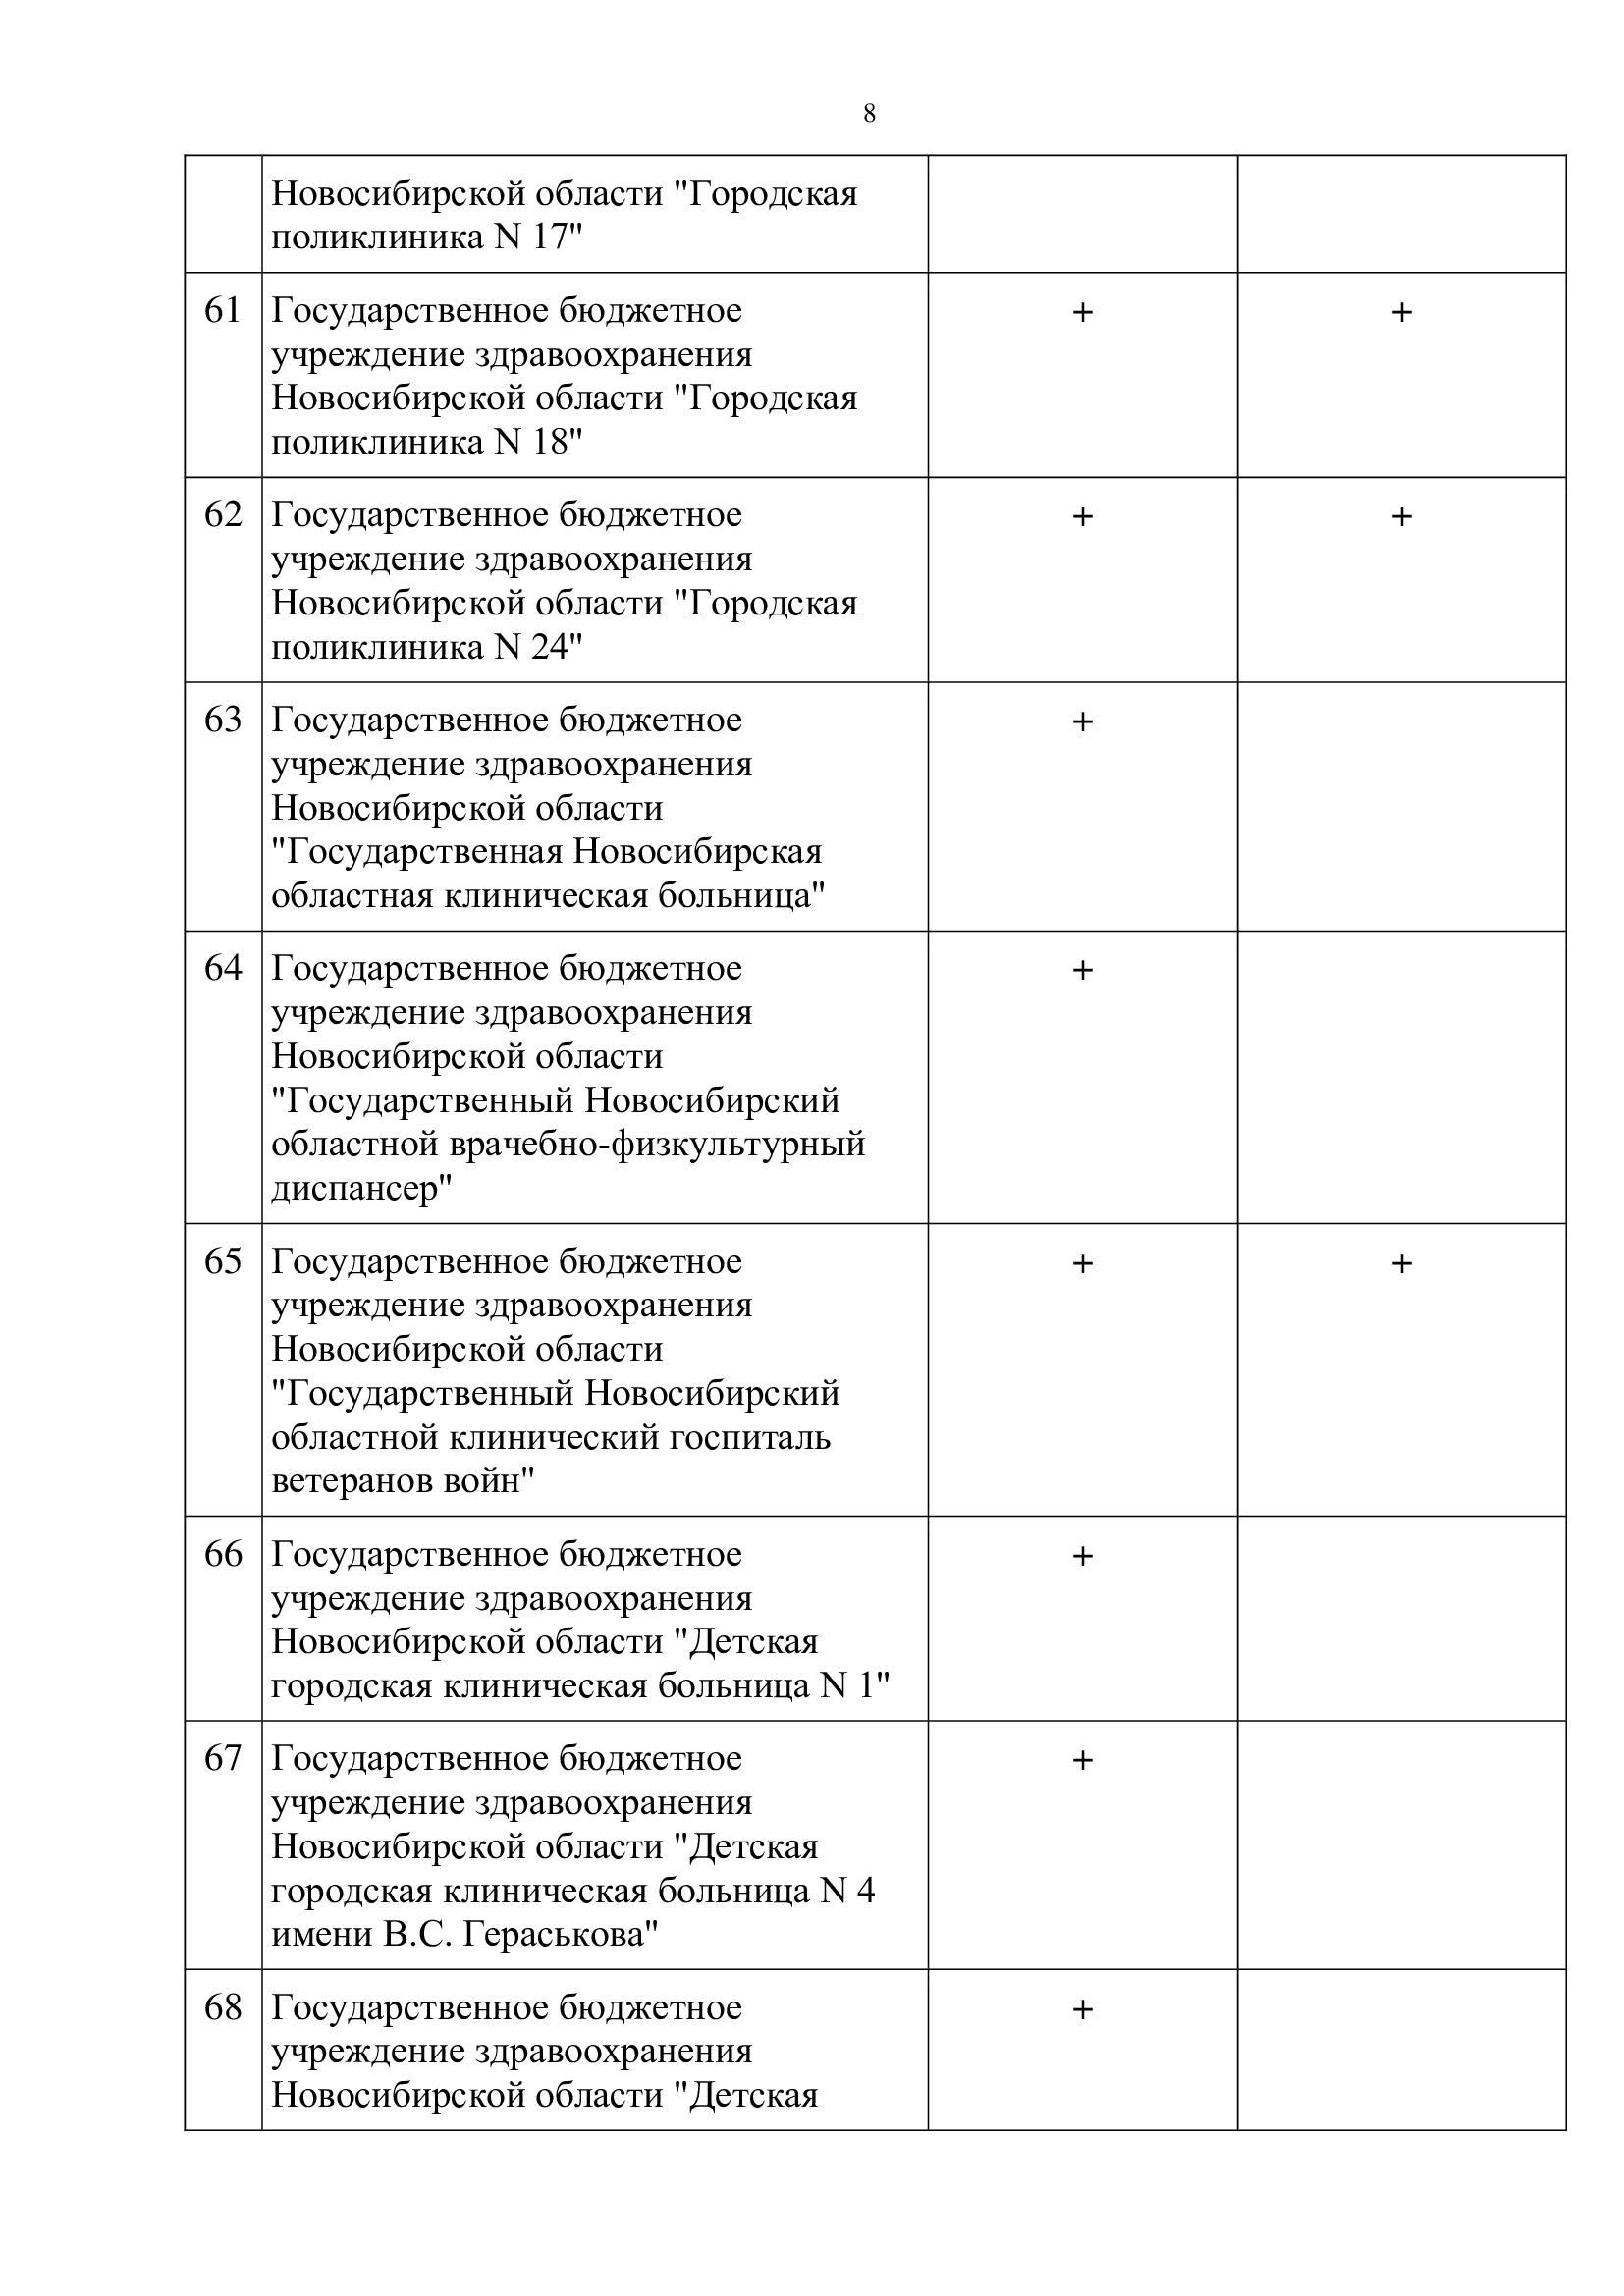 8
Новосибирской области "Городская
поликлиника N 17"
61 Государственное бюджетное + +
учреждение здравоохранения
Новосибирской области "Городская
поликлиника N 18"
62 Государственное бюджетное + +
учреждение здравоохранения
Новосибирской области "Городская
поликлиника N 24"
63 Государственное бюджетное +
учреждение здравоохранения
Новосибирской области
"Государственная Новосибирская
областная клиническая больница"
64 Государственное бюджетное +
учреждение здравоохранения
Новосибирской области
"Государственный Новосибирский
областной врачебно-физкультурный
диспансер"
65 Государственное бюджетное + +
учреждение здравоохранения
Новосибирской области
"Государственный Новосибирский
областной клинический госпиталь
ветеранов войн"
66 Государственное бюджетное +
учреждение здравоохранения
Новосибирской области "Детская
городская клиническая больница N 1"
67 Государственное бюджетное +
учреждение здравоохранения
Новосибирской области "Детская
городская клиническая больница N 4
имени В.С. Гераськова"
68 Государственное бюджетное +
учреждение здравоохранения
Новосибирской области "Детская